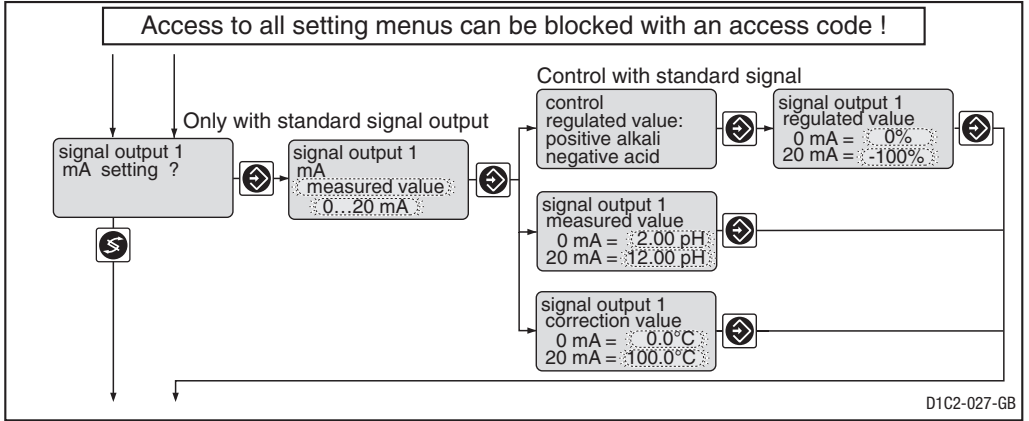 Access to all setting menus can be blocked with an access code !
Control with standard signal
Only with standard signal output
signal output 1
mA setting ?
signal output 1
mA
measured value
0...20 mA
control
regulated value:
positive alkali
negative acid
signal output 1
regulated value
0 mA = 0%
20 mA = -100%
signal output 1
measured value
0 mA = 2.00 pH
20 mA = 12.00 pH
signal output 1
correction value
0 mA = 0.0°C
20 mA = 100.0°C
D1C2-027-GB